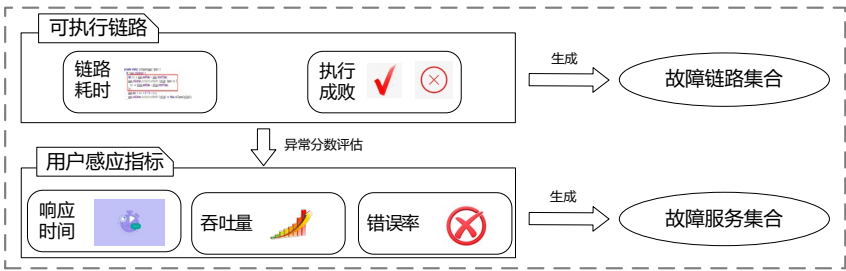 可执行链路
链路
耗时
执行
成败
生成
故障链路集合
异常分数评估
用户感应指标
响应
时间
吞吐量
错误率
生成
故障服务集合